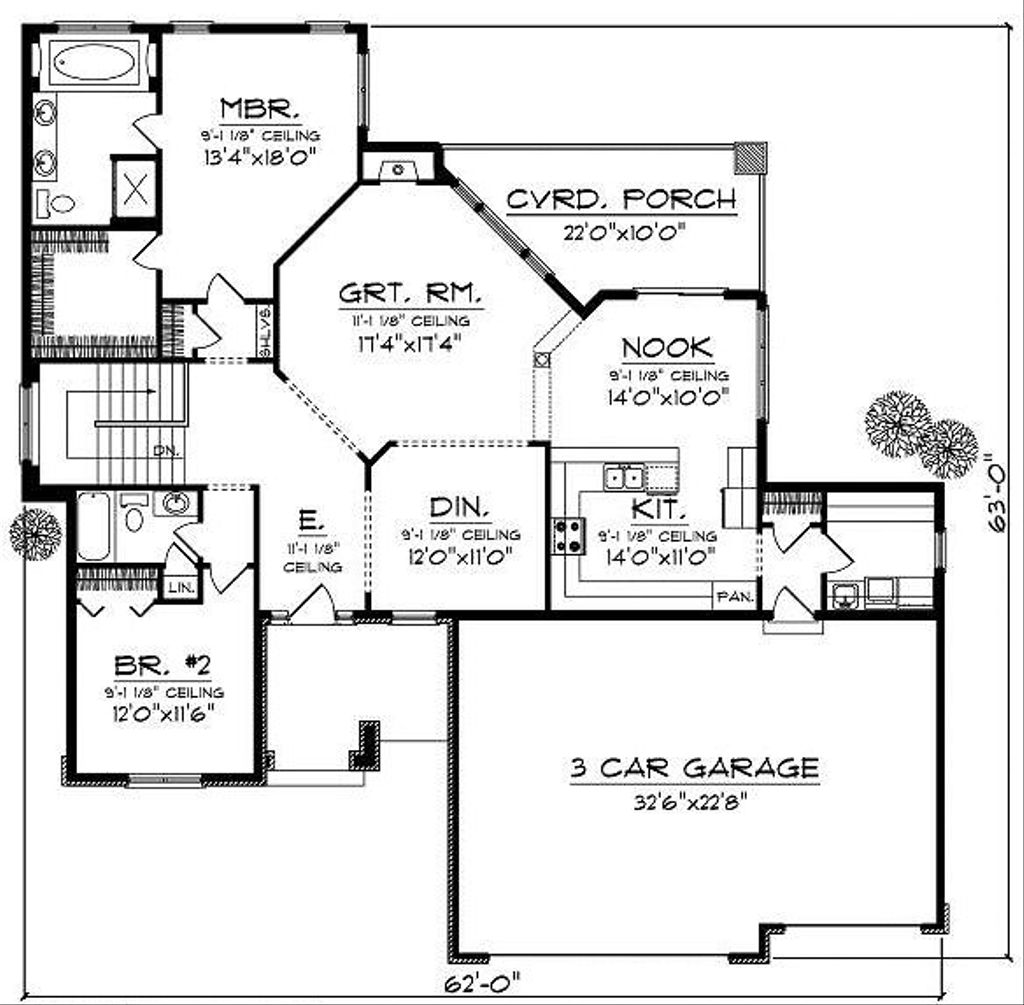 MBR.
9'-1 1/8" CEILING
13'4"x18'0"
CVRD. PORCH
22'0"x10'0"
GRT. RM.
11'-1 1/8" CEILING
17'4"x17'4"
SHLVS.
NOOK
9'-1 1/8" CEILING
14'0"x10'0"
DN.
63'-0"
E.
11'-1 1/8"
CEILING
DIN.
9'-1 1/8" CEILING
12'0"x11'0"
KIT.
9'-1 1/8" CEILING
14'0"x11'0"
LIN.
PAN.
BR. #2
9'-1 1/8" CEILING
12'0"x11'6"
3 CAR GARAGE
32'6"x22'8"
62'-0"